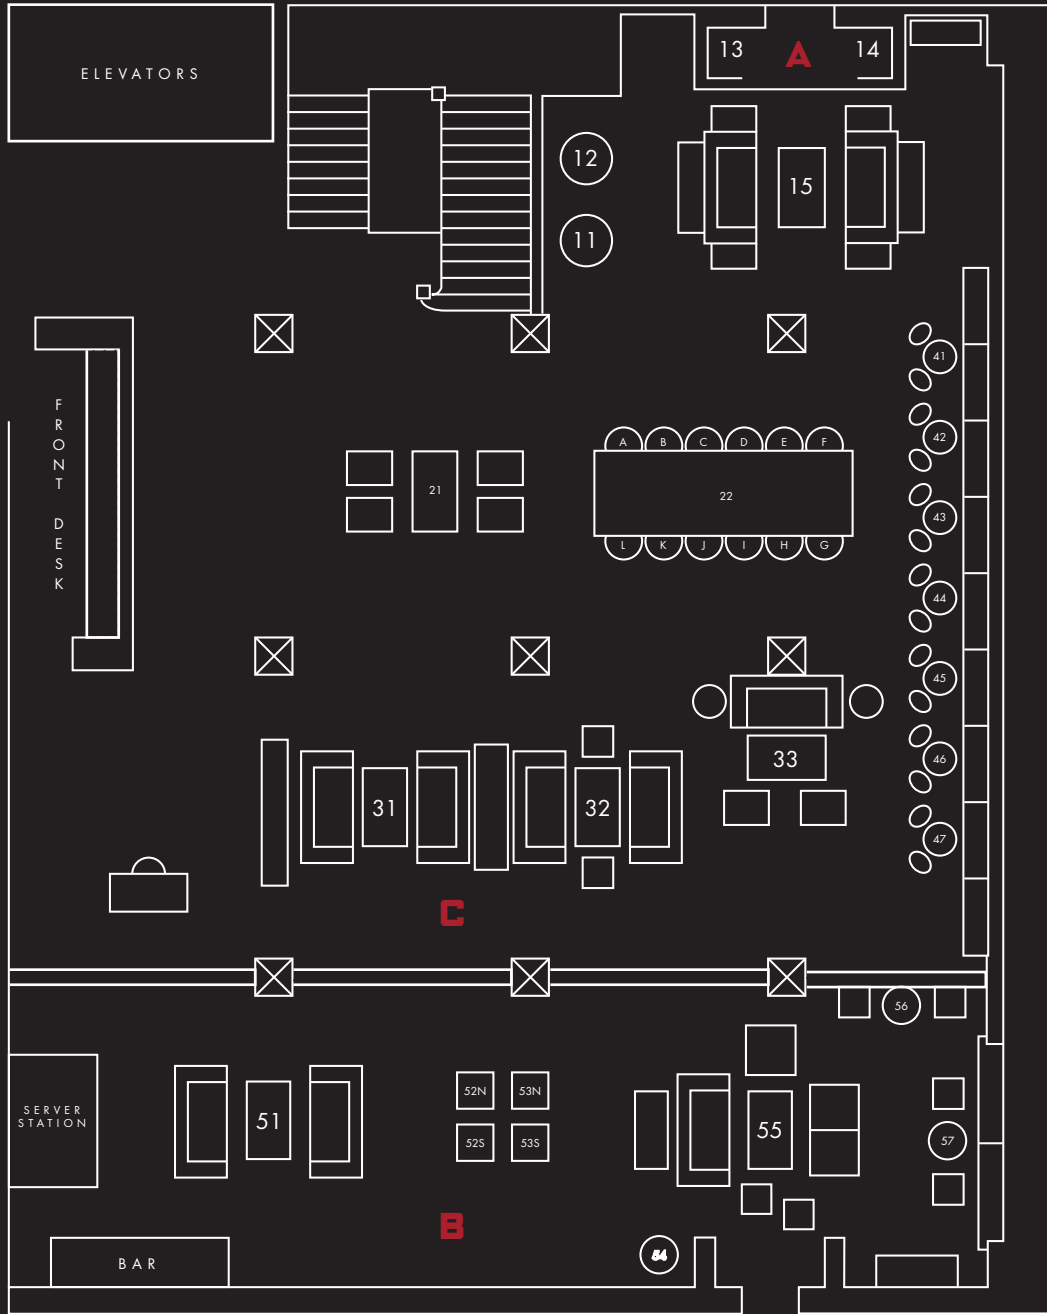 ELEVATORS
13
A
14
12
15
11
41
FRONT DESK
A B C D E F
42
21
22
43
L K J I H G
44
45
46
33
31
32
47
C
56
52N 53N
SERVER
STATION
51
55
52S 53S
57
B
54
BAR